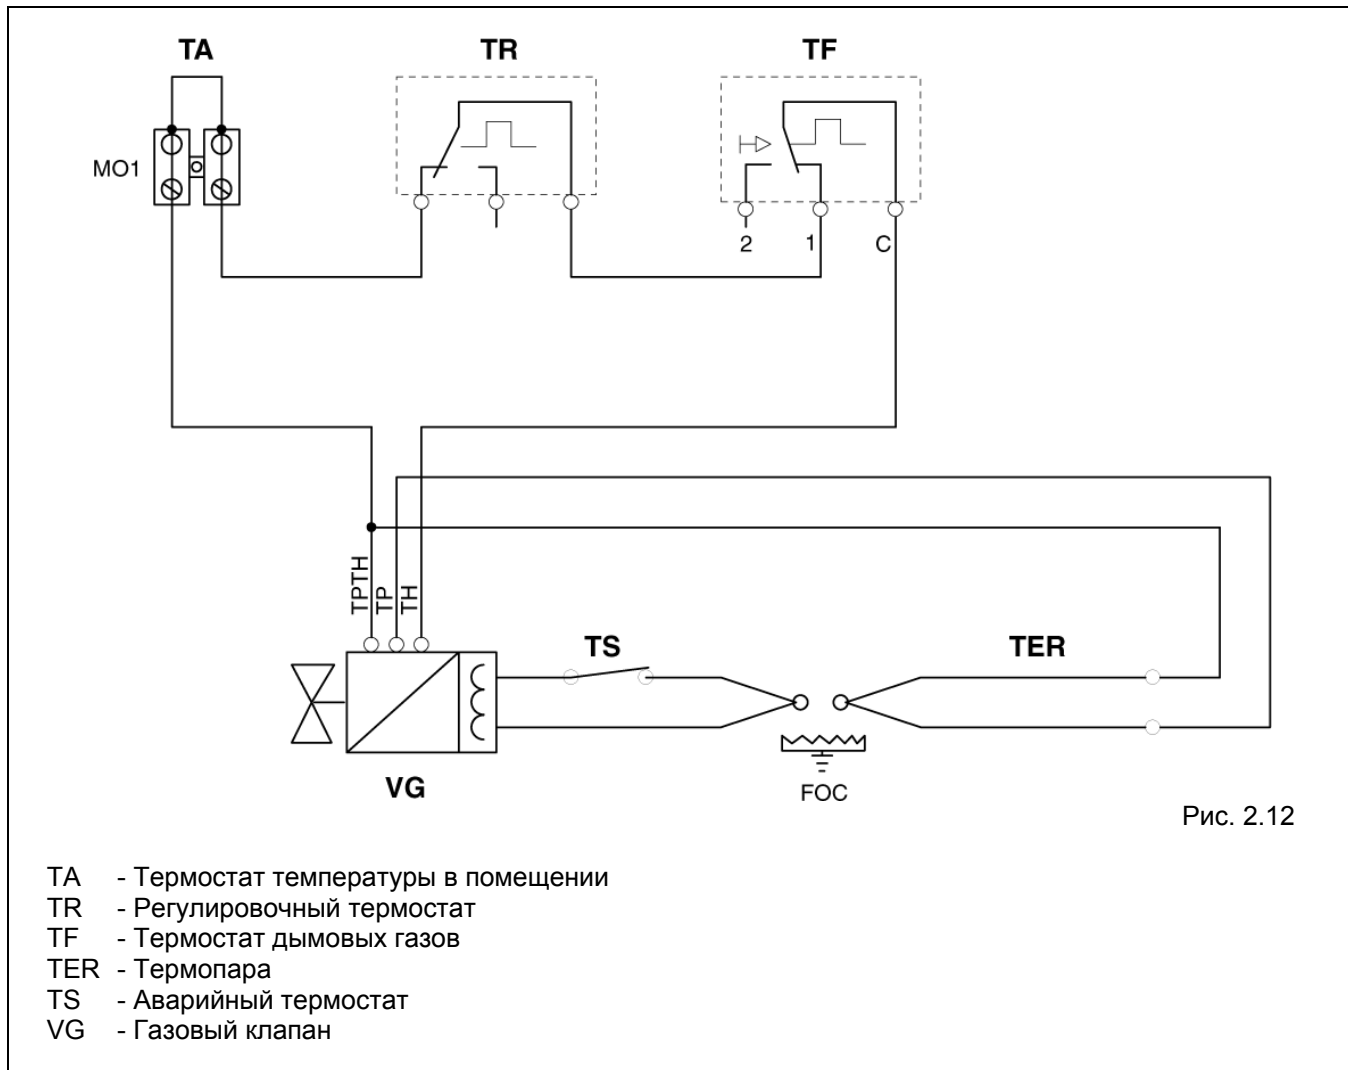 TA TR TF
MO1
2 1 C
TPTH
TP
TH
TS TER
VG
FOC
Рис. 2.12
TA - Термостат температуры в помещении
TR - Регулировочный термостат
TF - Термостат дымовых газов
TER - Термопара
TS - Аварийный термостат
VG - Газовый клапан